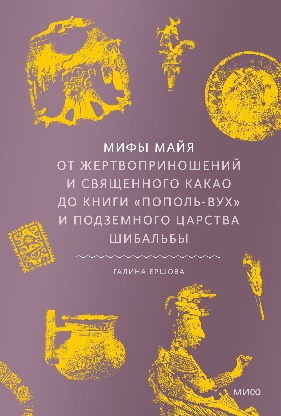 МИФЫ МАЙЯ
ОТ ЖЕРТВОПРИНОШЕНИЙ
И СВЯЩЕННОГО КАКАО
ДО КНИГИ «ПОПОЛЬ-ВУХ»
И ПОДЗЕМНОГО ЦАРСТВА
ШИБАЛЬБЫ
ГАЛИНА ЕРШОВА
МИФ